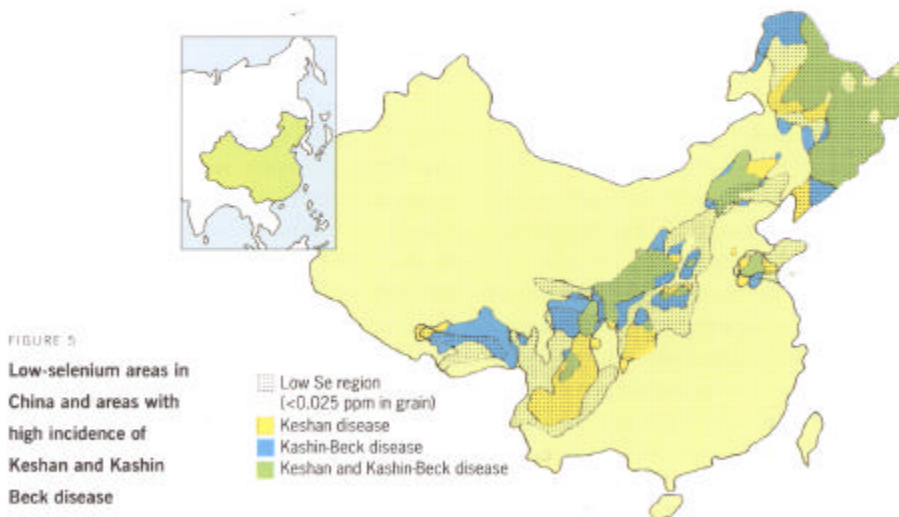 FIGURE 5
Low-selenium areas in
China and areas with
high incidence of
Keshan and Kashin
Beck disease
Low Se region
(<0.025 ppm in grain)
Keshan disease
Kashin-Beck disease
Keshan and Kashin-Beck disease